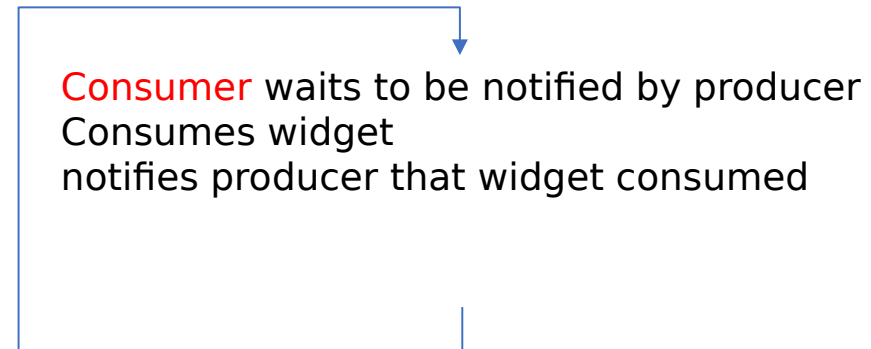 Consumer waits to be notified by producer
Consumes widget
notifies producer that widget consumed